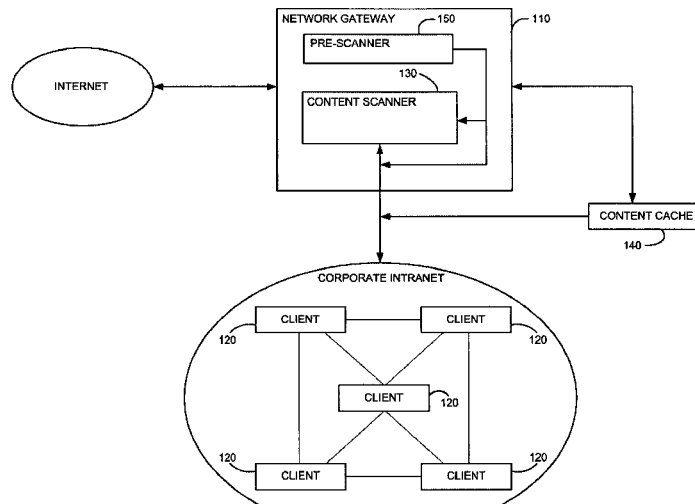 NETWORK GATEWAY
150
110
PRE-SCANNER
130
INTERNET
CONTENT SCANNER
CONTENT CACHE
140
CORPORATE INTRANET
CLIENT
CLIENT
120
120
CLIENT
120
120
120
CLIENT
CLIENT